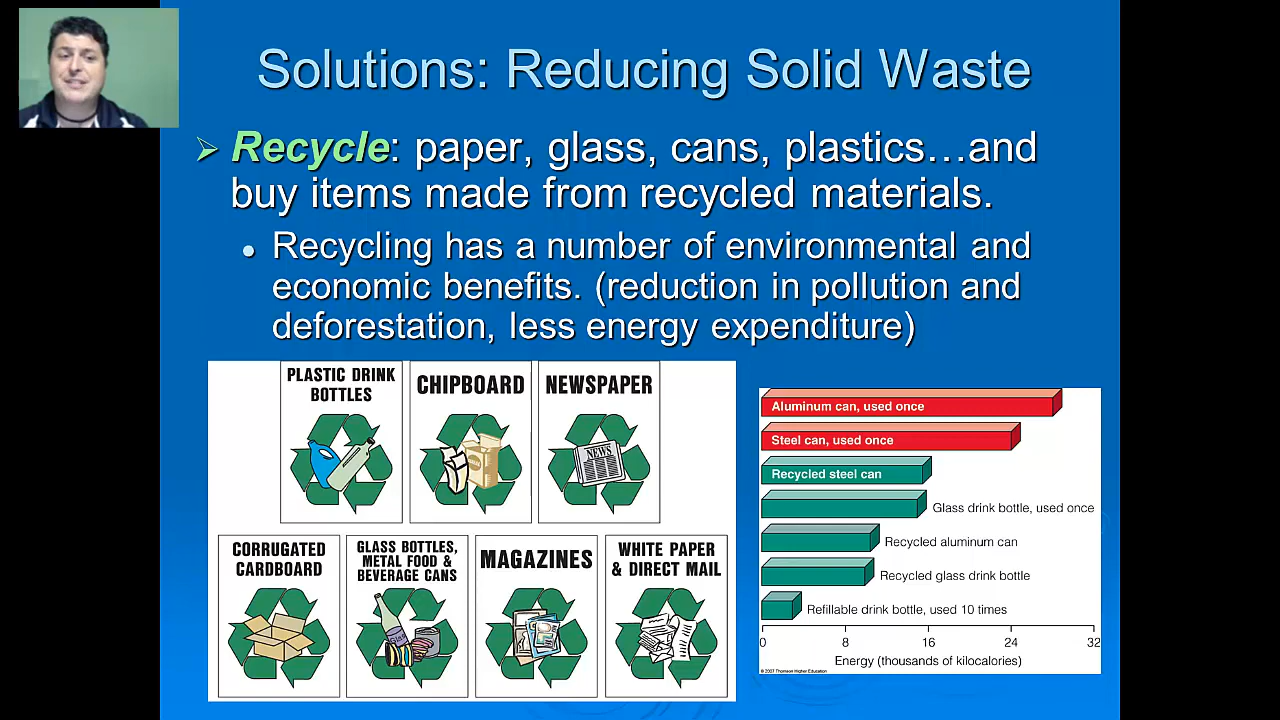 Solutions: Reducing Solid Waste
Recycle: paper, glass, cans, plastics…and
buy items made from recycled materials.
Recycling has a number of environmental and
economic benefits. (reduction in pollution and
deforestation, less energy expenditure)
PLASTIC DRINK
BOTTLES
CHIPBOARD
NEWSPAPER
NEWS
CORRUGATED
CARDBOARD
GLASS BOTTLES,
METAL FOOD &
BEVERAGE CANS
MAGAZINES
WHITE PAPER
& DIRECT MAIL
Aluminum can, used once
Steel can, used once
Recycled steel can
Glass drink bottle, used once
Recycled aluminum can
Recycled glass drink bottle
Refillable drink bottle, used 10 times
0 8 16 24 32
Energy (thousands of kilocalories)
© 2007 Thomson Higher Education